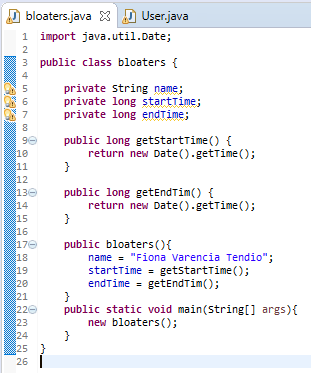 bloaters.java User.java
1 import java.util.Date;
2
3 public class bloaters {
4
5 private String name;
6 private long startTime;
7 private long endTime;
8
9 public long getStartTime() {
10 return new Date().getTime();
11 }
12
13 public long getEndTim() {
14 return new Date().getTime();
15 }
16
17 public bloaters(){
18 name = "Fiona Varencia Tendio";
19 startTime = getStartTime();
20 endTime = getEndTim();
21 }
22 public static void main(String[] args){
23 new bloaters();
24 }
25 }
26